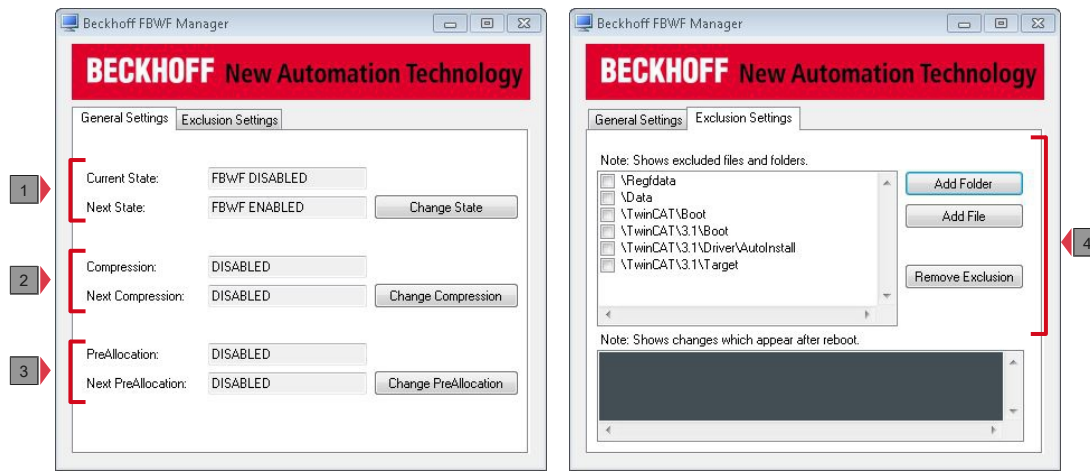 Beckhoff FBWF Manager
BECKHOFF New Automation Technology
General Settings Exclusion Settings
1
Current State: FBWF DISABLED
Next State: FBWF ENABLED Change State
2
Compression: DISABLED
Next Compression: DISABLED Change Compression
3
PreAllocation: DISABLED
Next PreAllocation: DISABLED Change PreAllocation
Beckhoff FBWF Manager
BECKHOFF New Automation Technology
General Settings Exclusion Settings
Note: Shows excluded files and folders.
\Regfdata
\Data
\TwinCAT\Boot
\TwinCAT\3.1\Boot
\TwinCAT\3.1\Driver\AutoInstall
\TwinCAT\3.1\Target
Add Folder
Add File
Remove Exclusion
4
Note: Shows changes which appear after reboot.